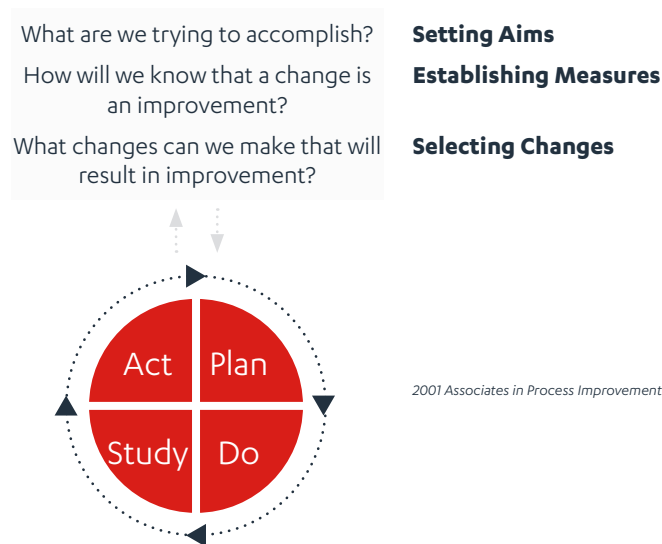 What are we trying to accomplish?
Setting Aims
How will we know that a change is
an improvement?
Establishing Measures
What changes can we make that will
result in improvement?
Selecting Changes
Act
Plan
2001 Associates in Process Improvement
Study
Do